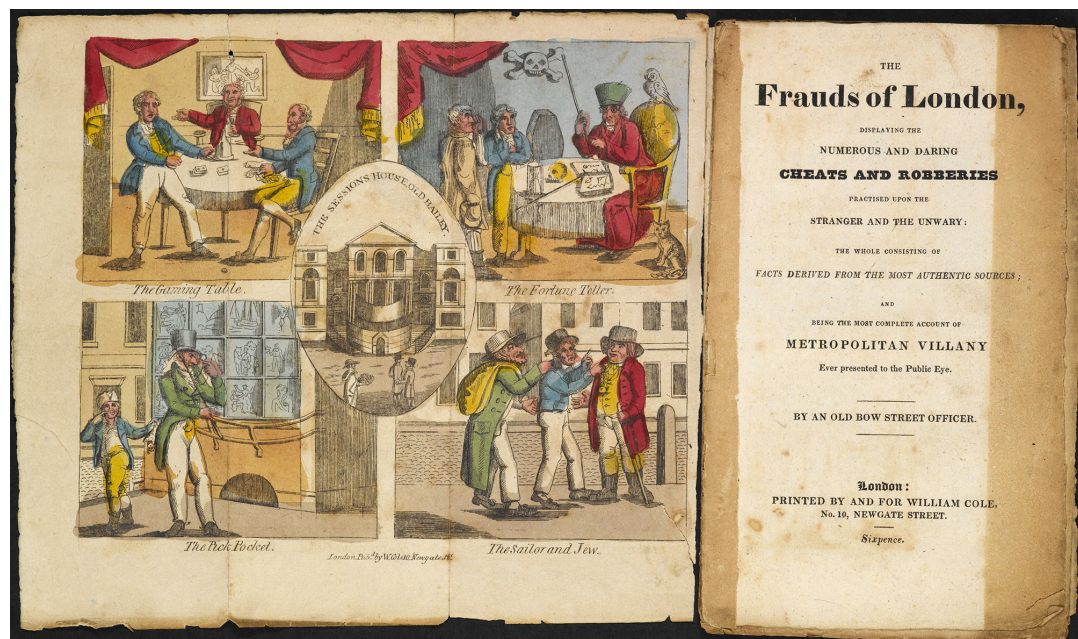 The Gaming Table.
The Fortune Teller.
THE SESSIONS HOUSE, OLD BAILEY.
The Pick Pocket.
The Sailor and Jew.
London Pub.d by W. Cole 10, Newgate St.
THE
Frauds of London,
DISPLAYING THE
NUMEROUS AND DARING
CHEATS AND ROBBERIES
PRACTISED UPON THE
STRANGER AND THE UNWARY:
THE WHOLE CONSISTING OF
FACTS DERIVED FROM THE MOST AUTHENTIC SOURCES;
AND
BEING THE MOST COMPLETE ACCOUNT OF
METROPOLITAN VILLANY
Ever presented to the Public Eye.
BY AN OLD BOW STREET OFFICER.
London:
PRINTED BY AND FOR WILLIAM COLE,
No. 10, NEWGATE STREET.
Sixpence.